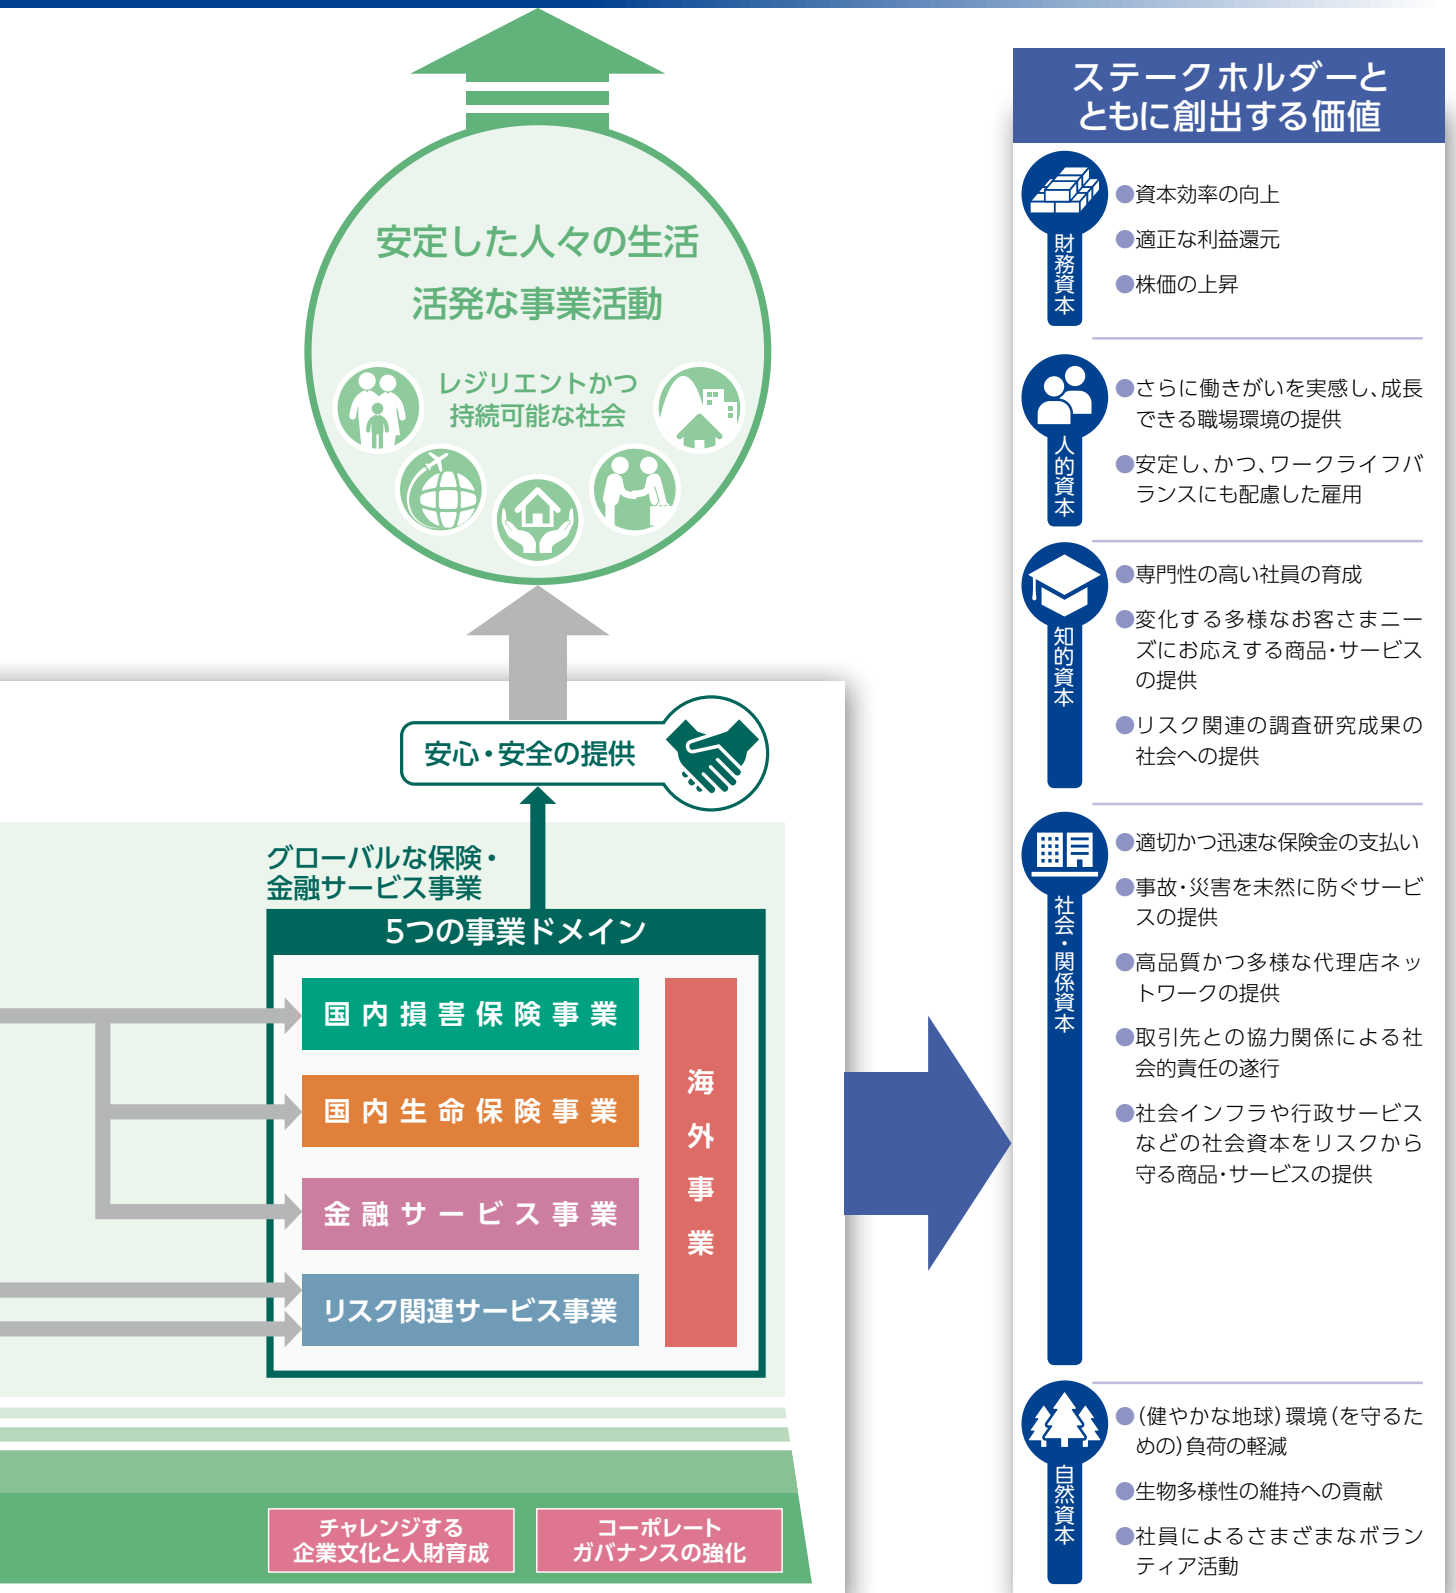 安定した人々の生活
活発な事業活動
レジリエントかつ
持続可能な社会
安心・安全の提供
グローバルな保険・
金融サービス事業
5つの事業ドメイン
国内損害保険事業
国内生命保険事業
金融サービス事業
リスク関連サービス事業
海外事業
チャレンジする
企業文化と人財育成
コーポレート
ガバナンスの強化
ステークホルダーと
ともに創出する価値
財務資本
●資本効率の向上
●適正な利益還元
●株価の上昇
人的資本
●さらに働きがいを実感し、成長
できる職場環境の提供
●安定し、かつ、ワークライフバ
ランスにも配慮した雇用
知的資本
●専門性の高い社員の育成
●変化する多様なお客さまニー
ズにお応えする商品・サービス
の提供
●リスク関連の調査研究成果の
社会への提供
社会・関係資本
●適切かつ迅速な保険金の支払い
●事故・災害を未然に防ぐサービ
スの提供
●高品質かつ多様な代理店ネッ
トワークの提供
●取引先との協力関係による社
会的責任の遂行
●社会インフラや行政サービス
などの社会資本をリスクから
守る商品・サービスの提供
自然資本
●(健やかな地球)環境(を守るた
めの)負荷の軽減
●生物多様性の維持への貢献
●社員によるさまざまなボラン
ティア活動